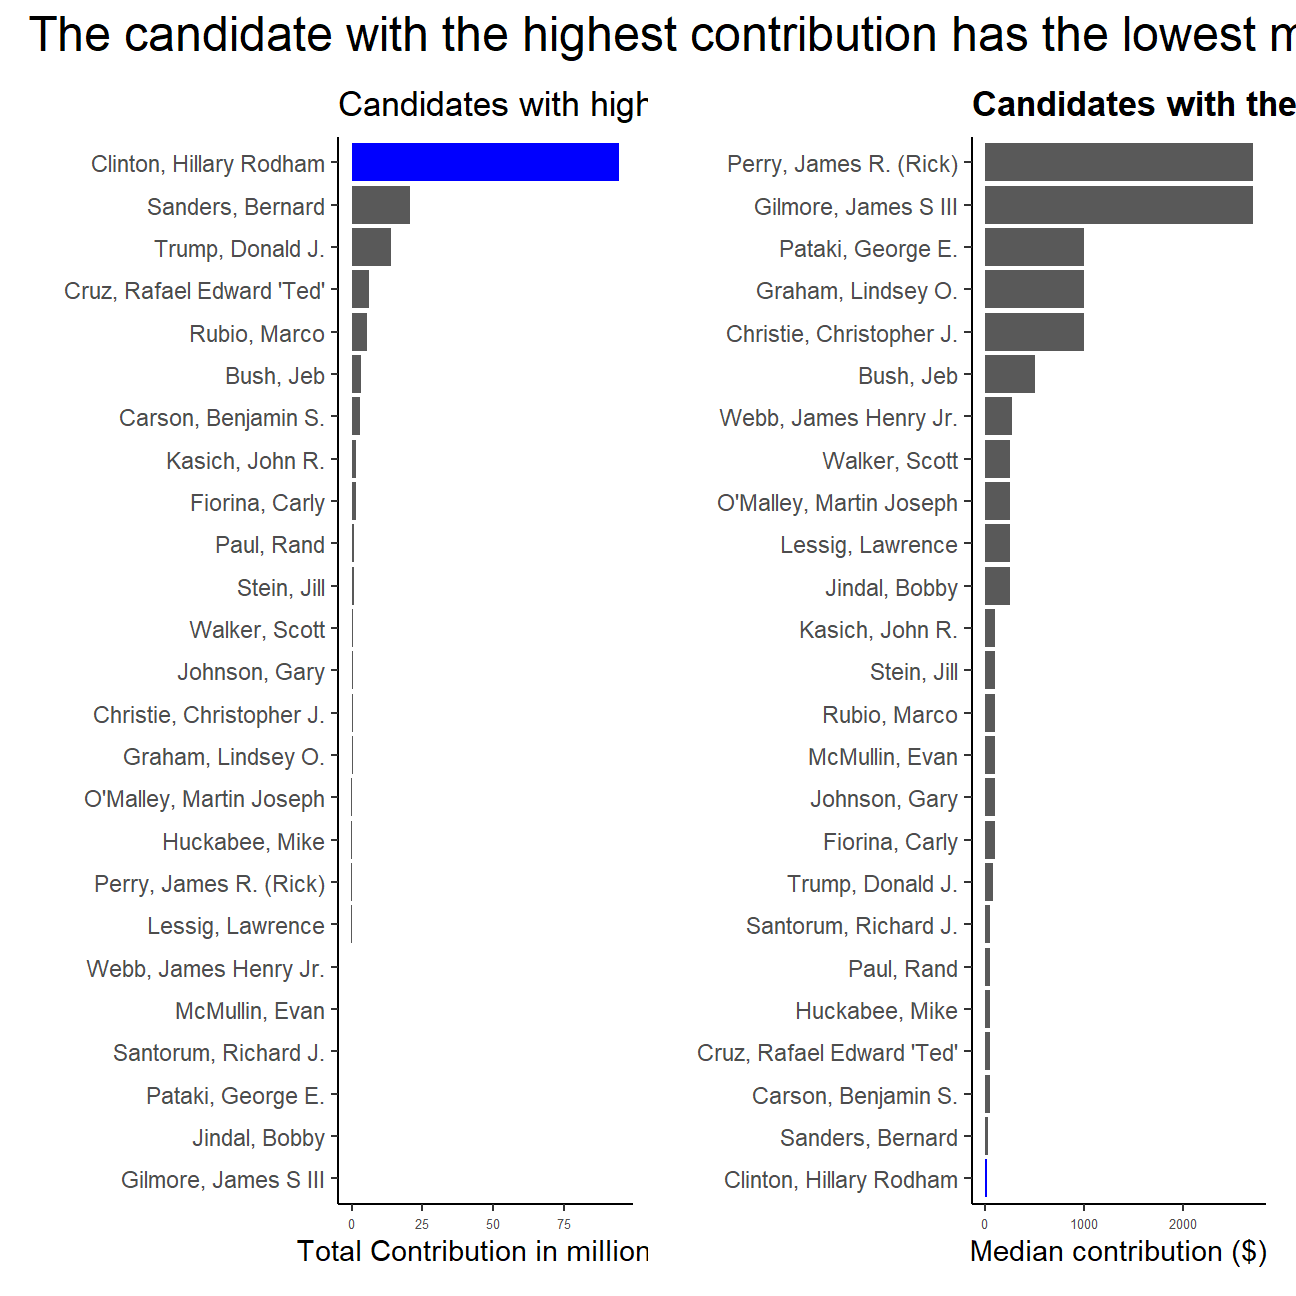 The candidate with the highest contribution has the lowest m
Candidates with high
Clinton, Hillary Rodham
Sanders, Bernard
Trump, Donald J.
Cruz, Rafael Edward 'Ted'
Rubio, Marco
Bush, Jeb
Carson, Benjamin S.
Kasich, John R.
Fiorina, Carly
Paul, Rand
Stein, Jill
Walker, Scott
Johnson, Gary
Christie, Christopher J.
Graham, Lindsey O.
O'Malley, Martin Joseph
Huckabee, Mike
Perry, James R. (Rick)
Lessig, Lawrence
Webb, James Henry Jr.
McMullin, Evan
Santorum, Richard J.
Pataki, George E.
Jindal, Bobby
Gilmore, James S III
0 25 50 75
Total Contribution in million
Candidates with the
Perry, James R. (Rick)
Gilmore, James S III
Pataki, George E.
Graham, Lindsey O.
Christie, Christopher J.
Bush, Jeb
Webb, James Henry Jr.
Walker, Scott
O'Malley, Martin Joseph
Lessig, Lawrence
Jindal, Bobby
Kasich, John R.
Stein, Jill
Rubio, Marco
McMullin, Evan
Johnson, Gary
Fiorina, Carly
Trump, Donald J.
Santorum, Richard J.
Paul, Rand
Huckabee, Mike
Cruz, Rafael Edward 'Ted'
Carson, Benjamin S.
Sanders, Bernard
Clinton, Hillary Rodham
0 1000 2000
Median contribution ($)